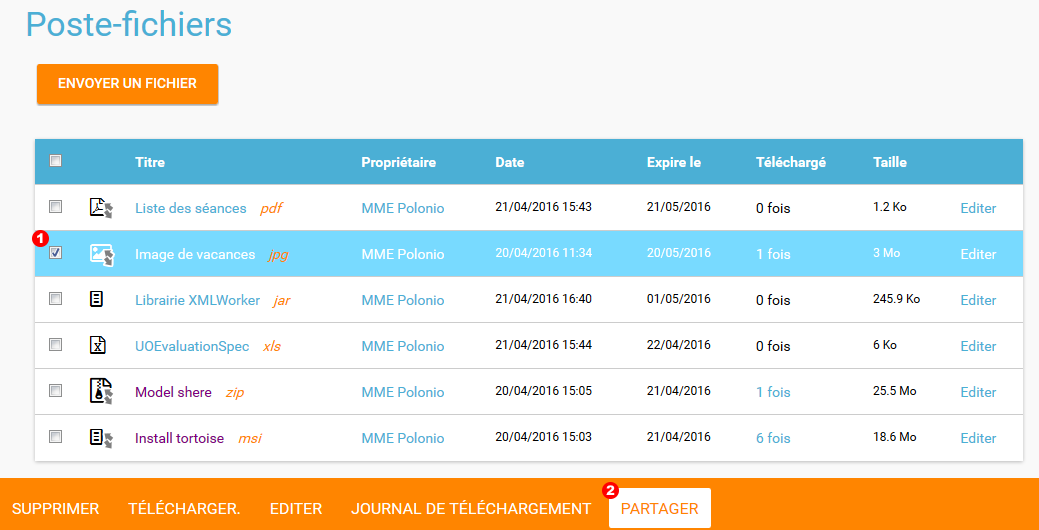 Poste-fichiers
ENVOYER UN FICHIER
Titre Propriétaire Date Expire le Téléchargé Taille
Liste des séances pdf MME Polonio 21/04/2016 15:43 21/05/2016 0 fois 1.2 Ko Editer
1
Image de vacances jpg MME Polonio 20/04/2016 11:34 20/05/2016 1 fois 3 Mo Editer
Librairie XMLWorker jar MME Polonio 21/04/2016 16:40 01/05/2016 0 fois 245.9 Ko Editer
UOEvaluationSpec xls MME Polonio 21/04/2016 15:44 22/04/2016 0 fois 6 Ko Editer
Model shere zip MME Polonio 20/04/2016 15:05 21/04/2016 1 fois 25.5 Mo Editer
Install tortoise msi MME Polonio 20/04/2016 15:03 21/04/2016 6 fois 18.6 Mo Editer
2
SUPPRIMER TÉLÉCHARGER. EDITER JOURNAL DE TÉLÉCHARGEMENT PARTAGER